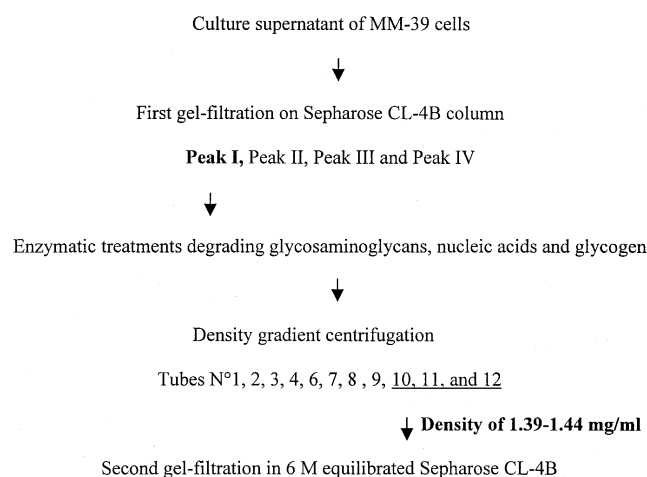 Culture supernatant of MM-39 cells
First gel-filtration on Sepharose CL-4B column
Peak I, Peak II, Peak III and Peak IV
Enzymatic treatments degrading glycosaminoglycans, nucleic acids and glycogen
Density gradient centrifugation
Tubes N°1, 2, 3, 4, 6, 7, 8 , 9, 10, 11, and 12
Density of 1.39-1.44 mg/ml
Second gel-filtration in 6 M equilibrated Sepharose CL-4B